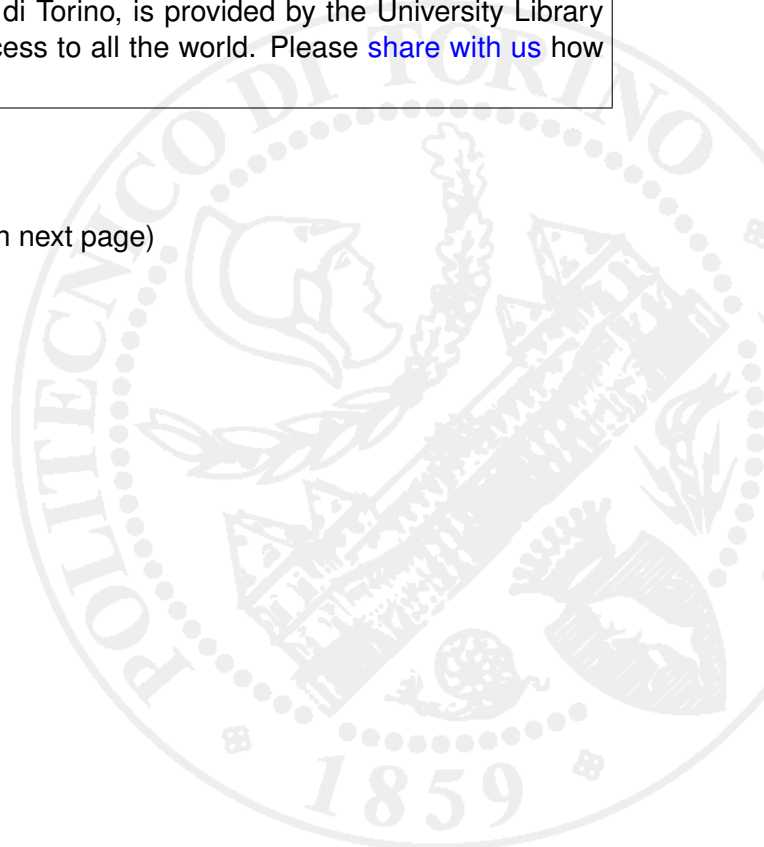 di Torino, is provided by the University Library
cess to all the world. Please share with us how
n next page)
POLITECNICO DI TORINO
1859